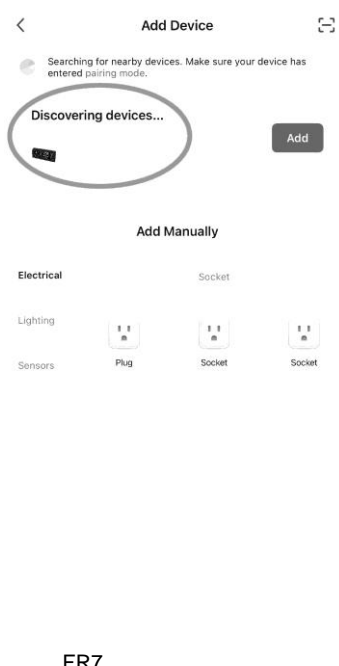 Add Device
Searching for nearby devices. Make sure your device has
entered pairing mode.
Discovering devices...
Add
Add Manually
Electrical
Socket
Lighting
Sensors
Plug
Socket
Socket
ER7